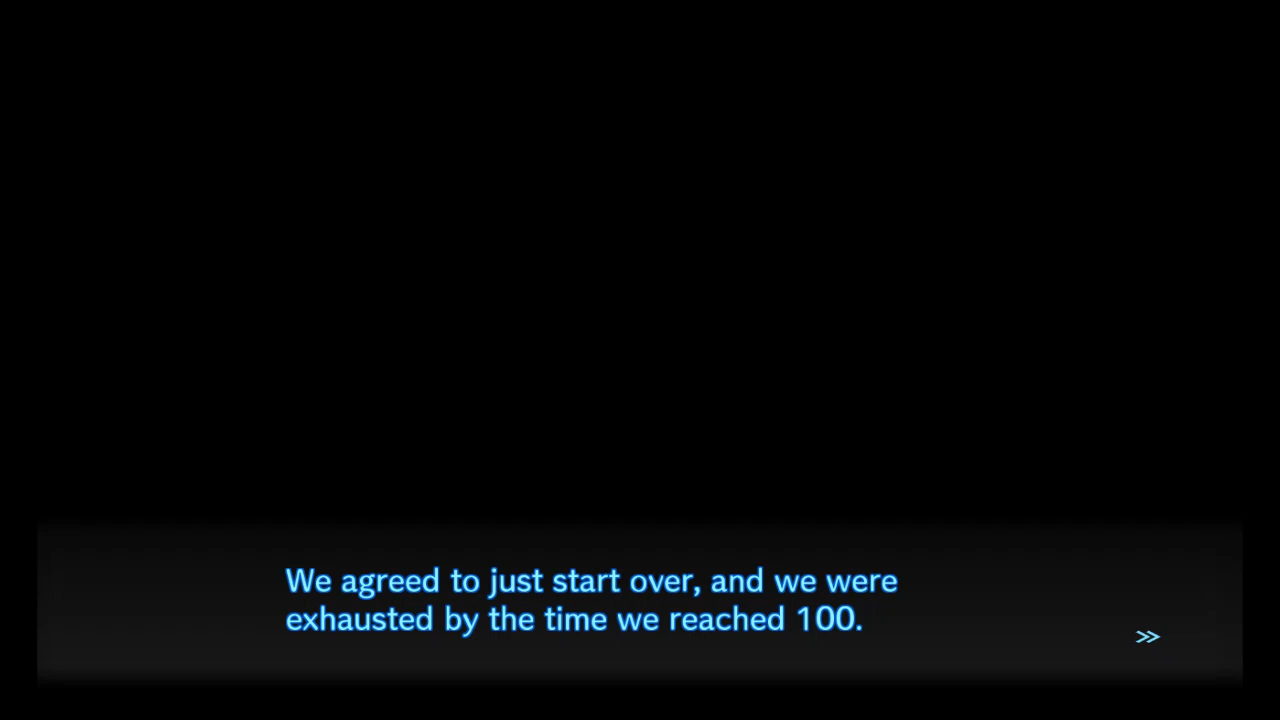 We agreed to just start over, and we were
exhausted by the time we reached 100.